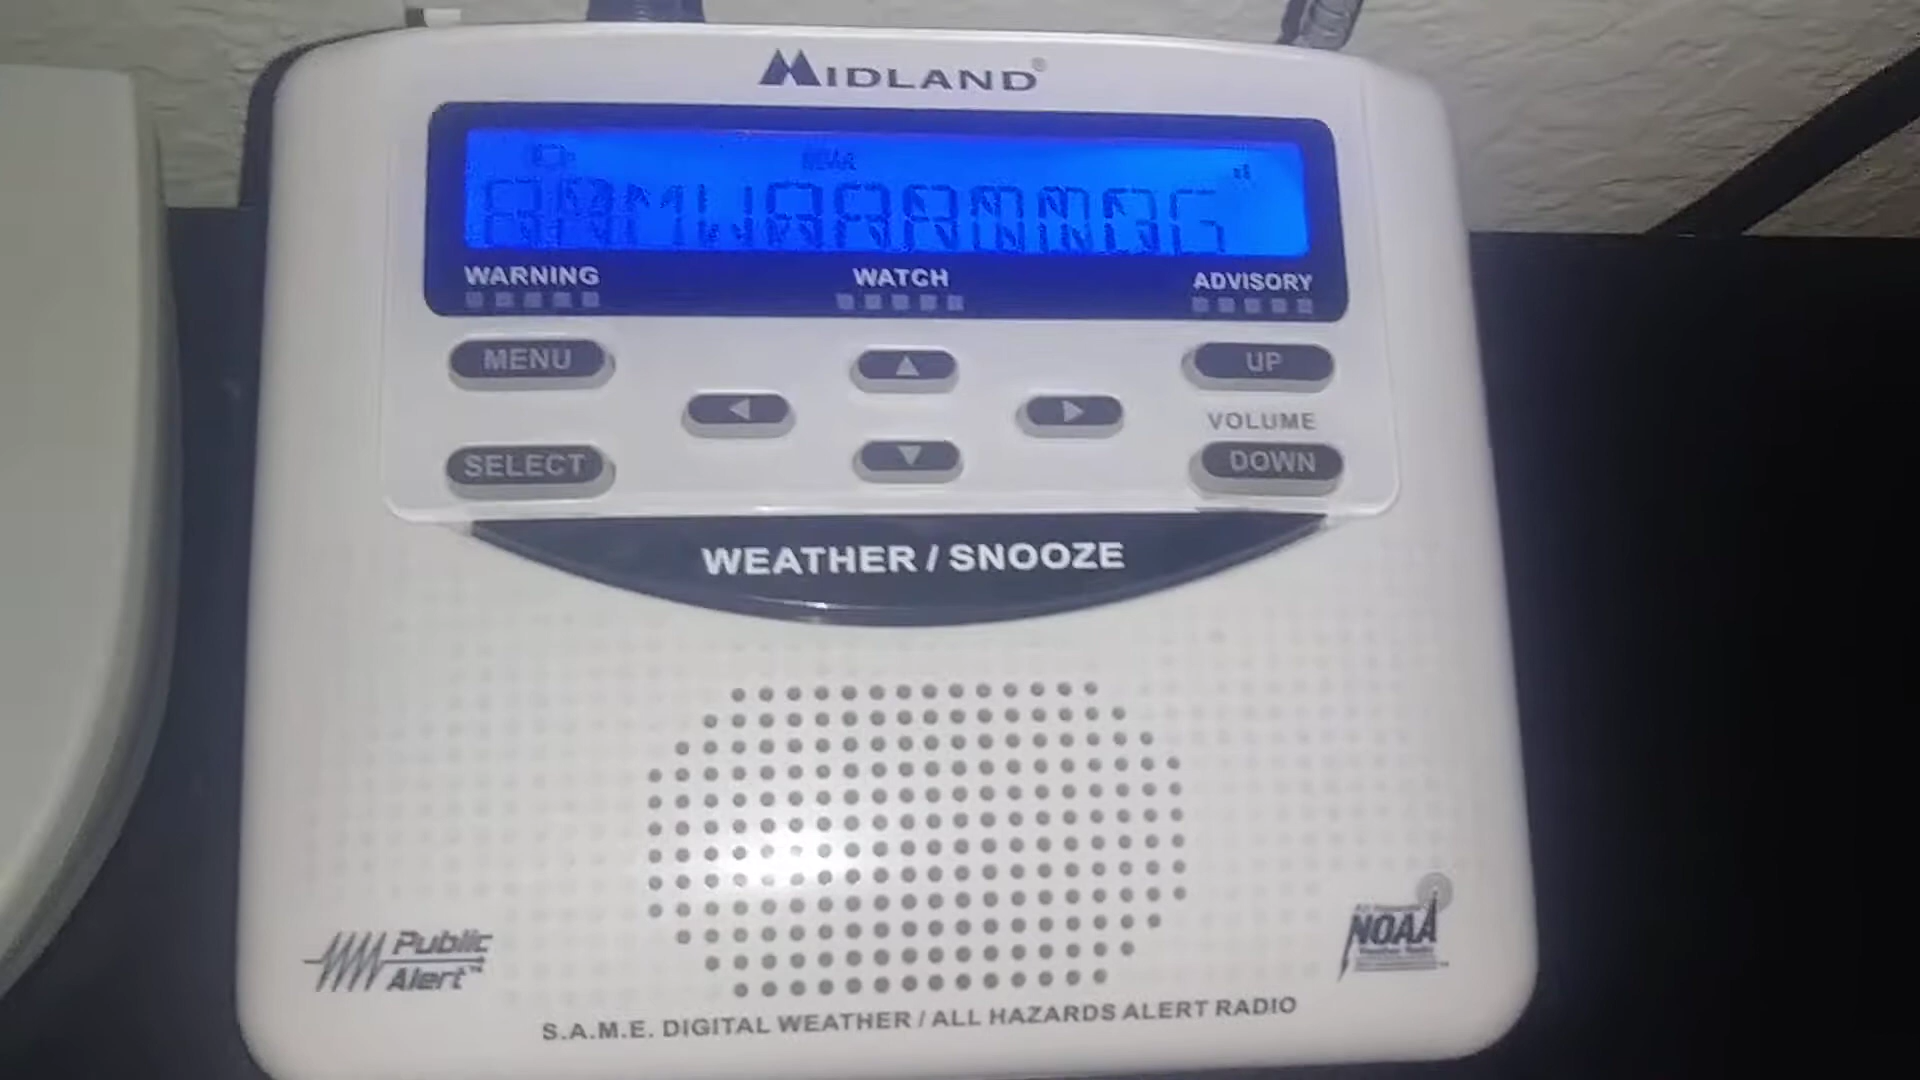 MIDLAND®
NOAA
WARNING WATCH ADVISORY
MENU UP
VOLUME
SELECT DOWN
WEATHER / SNOOZE
Public
Alert™
NOAA
S.A.M.E. DIGITAL WEATHER / ALL HAZARDS ALERT RADIO